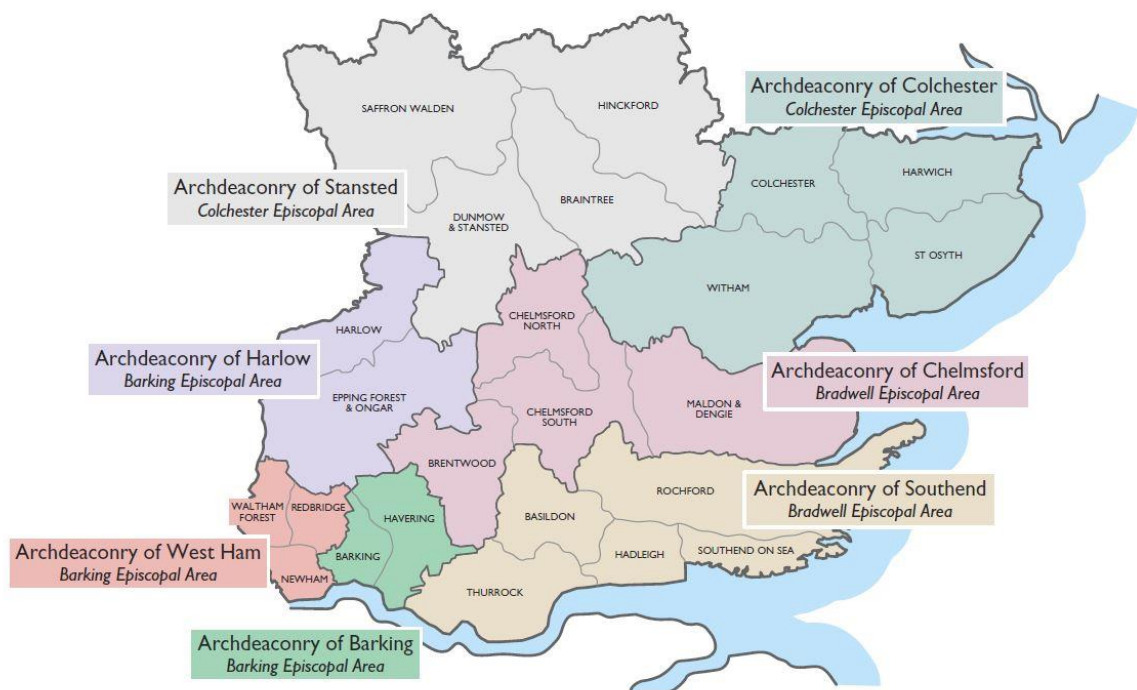 SAFFRON WALDEN
HINCKFORD
Archdeaconry of Colchester
Colchester Episcopal Area
Archdeaconry of Stansted
Colchester Episcopal Area
COLCHESTER
HARWICH
BRAINTREE
DUNMOW
& STANSTED
ST OSYTH
WITHAM
HARLOW
CHELMSFORD
NORTH
Archdeaconry of Harlow
Barking Episcopal Area
Archdeaconry of Chelmsford
Bradwell Episcopal Area
EPPING FOREST
& ONGAR
CHELMSFORD
SOUTH
MALDON &
DENGIE
BRENTWOOD
WALTHAM
FOREST
REDBRIDGE
HAVERING
BASILDON
ROCHFORD
Archdeaconry of Southend
Bradwell Episcopal Area
Archdeaconry of West Ham
Barking Episcopal Area
BARKING
HADLEIGH
SOUTHEND ON SEA
NEWHAM
THURROCK
Archdeaconry of Barking
Barking Episcopal Area